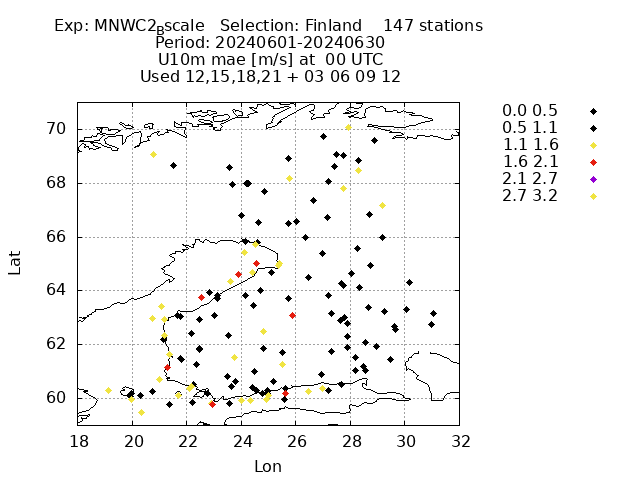 Exp: MNWC2_Bscale   Selection: Finland    147 stations
Period: 20240601-20240630
U10m mae [m/s] at  00 UTC
Used 12,15,18,21 + 03 06 09 12
0.0 0.5
0.5 1.1
1.1 1.6
1.6 2.1
2.1 2.7
2.7 3.2
70
68
66
64
62
60
Lat
18 20 22 24 26 28 30 32
Lon